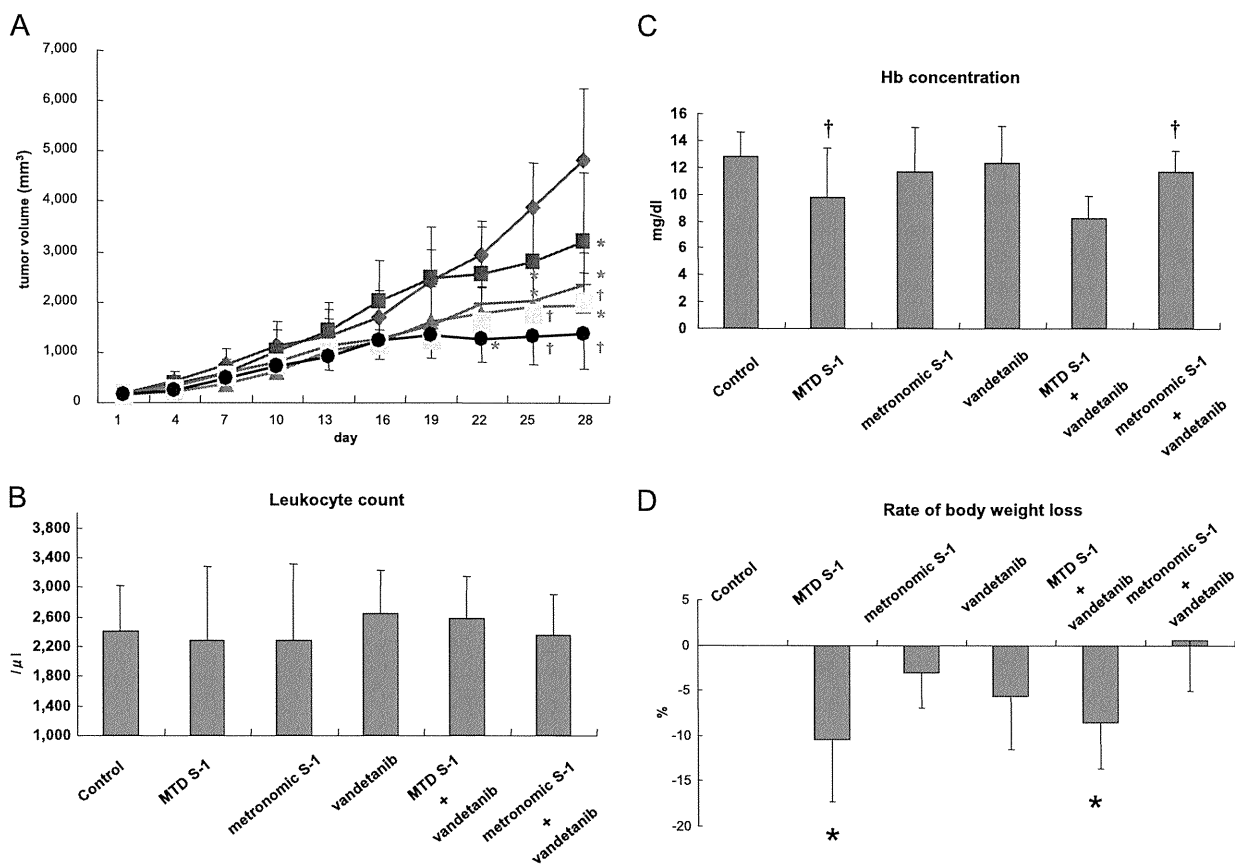 A
7,000
6,000
5,000
4,000
3,000
2,000
1,000
0
tumor volume (mm³)
1 4 7 10 13 16 19 22 25 28
day
*
*
*
*
†
†
*
*
†
†
B
Leukocyte count
3,800
3,400
3,000
2,600
2,200
1,800
1,400
1,000
/μl
Control
MTD S-1
metronomic S-1
vandetanib
MTD S-1
+
vandetanib
metronomic S-1
+
vandetanib
C
Hb concentration
16
14
12
10
8
6
4
2
0
mg/dl
†
†
Control
MTD S-1
metronomic S-1
vandetanib
MTD S-1
+
vandetanib
metronomic S-1
+
vandetanib
D
Rate of body weight loss
Control
MTD S-1
metronomic S-1
vandetanib
MTD S-1
+
vandetanib
metronomic S-1
+
vandetanib
5
0
-5
-10
-15
-20
%
*
*